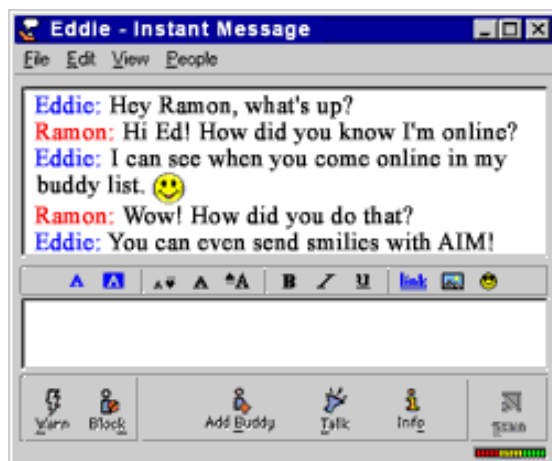 Eddie - Instant Message
File Edit View People
Eddie: Hey Ramon, what's up?
Ramon: Hi Ed! How did you know I'm online?
Eddie: I can see when you come online in my
buddy list.
Ramon: Wow! How did you do that?
Eddie: You can even send smilies with AIM!
A A A A A B I U link
Warn Block Add Buddy Talk Info